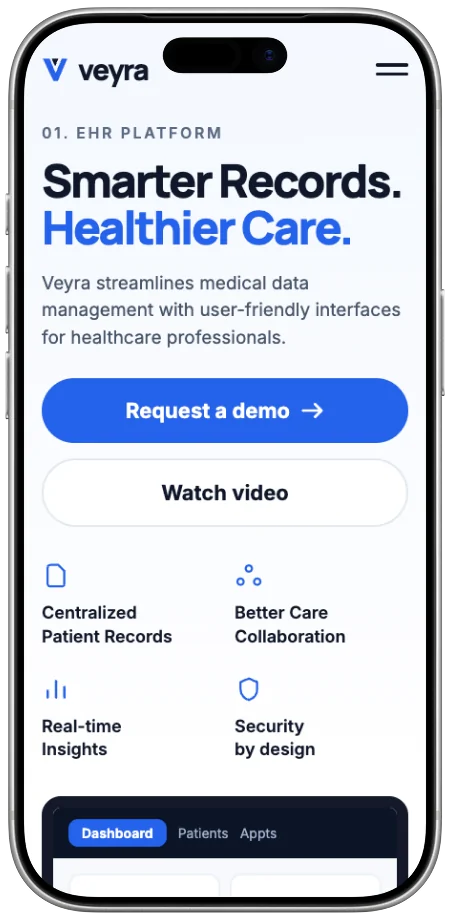 veyra
01. EHR PLATFORM
Smarter Records.
Healthier Care.
Veyra streamlines medical data
management with user-friendly interfaces
for healthcare professionals.
Request a demo →
Watch video
Centralized
Patient Records
Better Care
Collaboration
Real-time
Insights
Security
by design
Dashboard Patients Appts